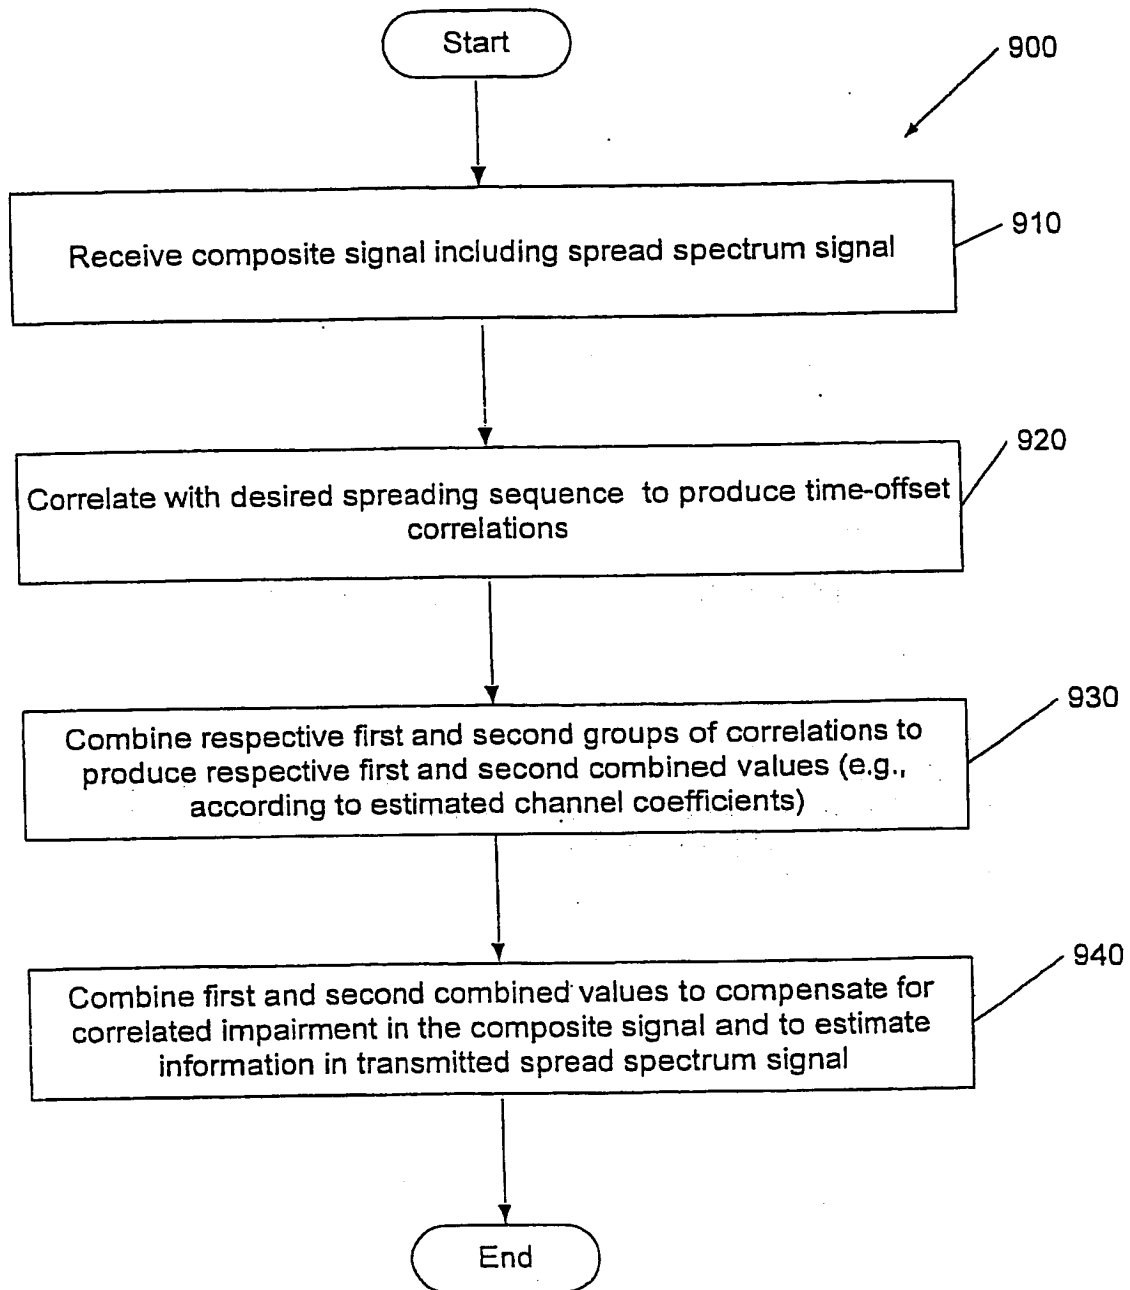 Start
900
Receive composite signal including spread spectrum signal
910
Correlate with desired spreading sequence to produce time-offset
correlations
920
Combine respective first and second groups of correlations to
produce respective first and second combined values (e.g.,
according to estimated channel coefficients)
930
Combine first and second combined values to compensate for
correlated impairment in the composite signal and to estimate
information in transmitted spread spectrum signal
940
End